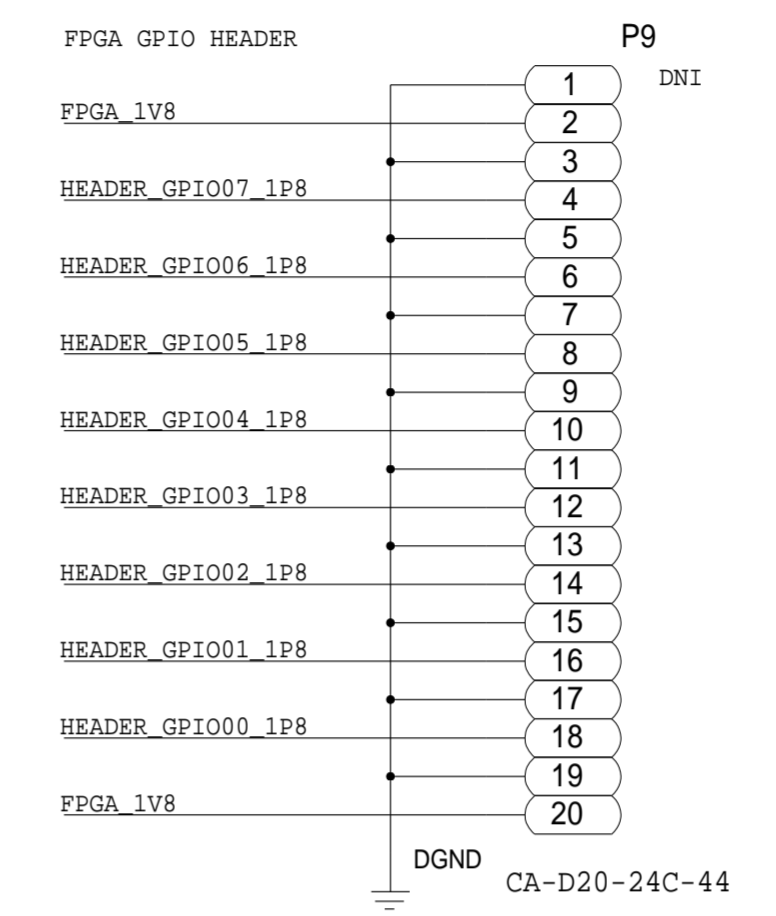 FPGA GPIO HEADER
P9
DNI
1
FPGA_1V8
2
3
HEADER_GPIO07_1P8
4
5
HEADER_GPIO06_1P8
6
7
HEADER_GPIO05_1P8
8
9
HEADER_GPIO04_1P8
10
11
HEADER_GPIO03_1P8
12
13
HEADER_GPIO02_1P8
14
15
HEADER_GPIO01_1P8
16
17
HEADER_GPIO00_1P8
18
19
FPGA_1V8
20
DGND
CA-D20-24C-44